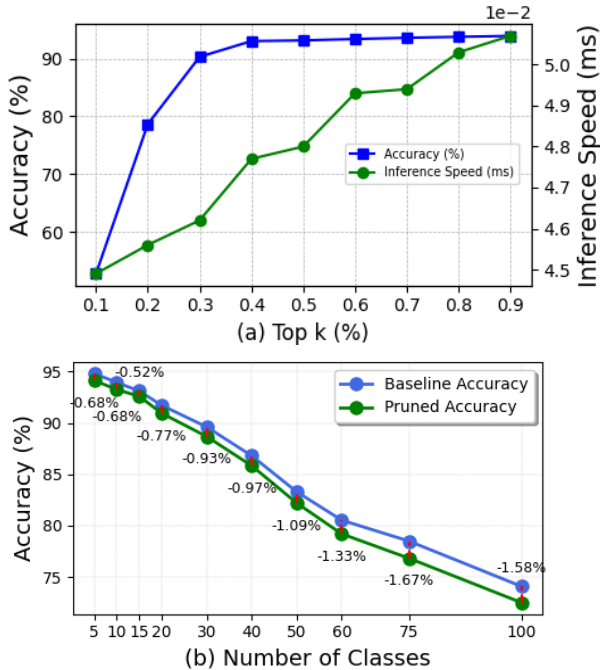 1e-2
90
80
70
60
Accuracy (%)
5.0
4.9
4.8
4.7
4.6
4.5
Inference Speed (ms)
Accuracy (%)
Inference Speed (ms)
0.1 0.2 0.3 0.4 0.5 0.6 0.7 0.8 0.9
(a) Top k (%)
95
90
85
80
75
Accuracy (%)
Baseline Accuracy
Pruned Accuracy
-0.68%
-0.68%
-0.52%
-0.77%
-0.93%
-0.97%
-1.09%
-1.33%
-1.67%
-1.58%
5 10 15 20 30 40 50 60 75 100
(b) Number of Classes